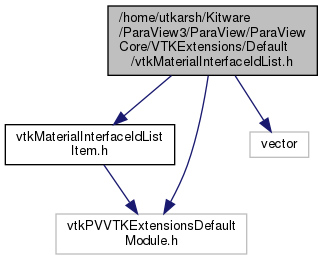 /home/utkarsh/Kitware
/ParaView3/ParaView/ParaView
Core/VTKExtensions/Default
/vtkMaterialInterfaceIdList.h
vtkMaterialInterfaceIdList
Item.h
vector
vtkPVVTKExtensionsDefault
Module.h